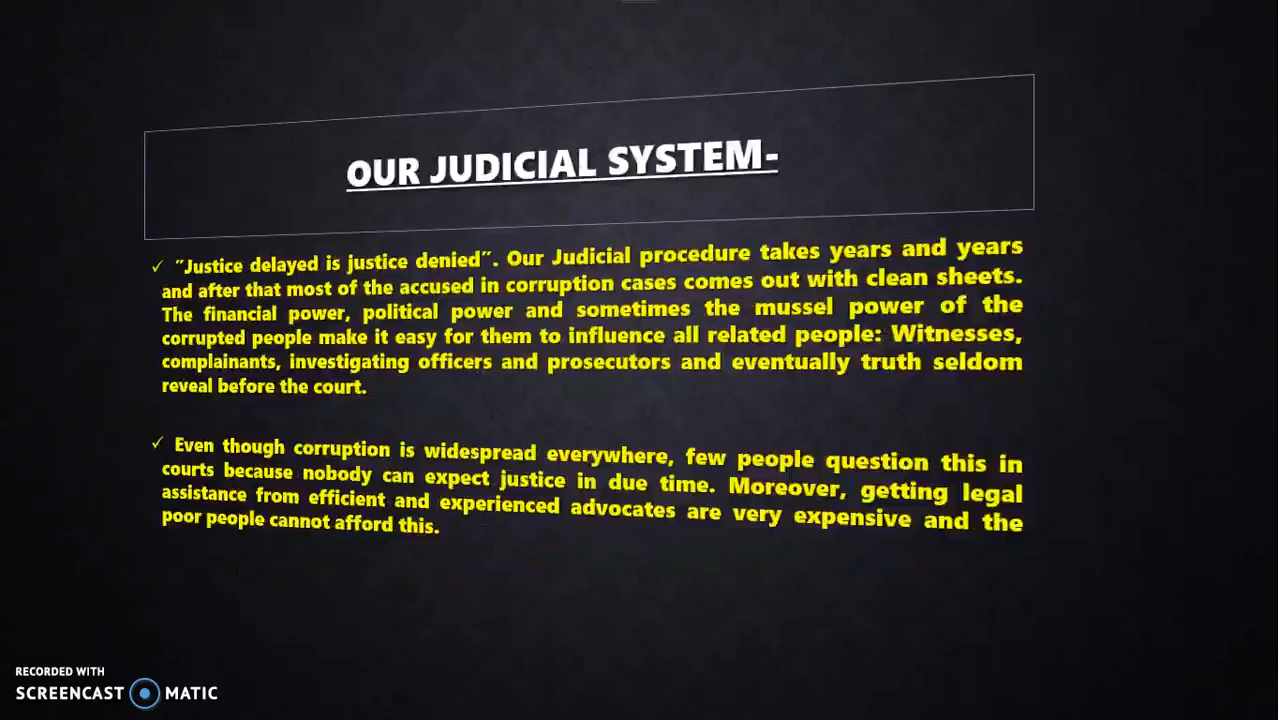 OUR JUDICIAL SYSTEM-
✓ "Justice delayed is justice denied". Our Judicial procedure takes years and years
and after that most of the accused in corruption cases comes out with clean sheets.
The financial power, political power and sometimes the mussel power of the
corrupted people make it easy for them to influence all related people: Witnesses,
complainants, investigating officers and prosecutors and eventually truth seldom
reveal before the court.
✓ Even though corruption is widespread everywhere, few people question this in
courts because nobody can expect justice in due time. Moreover, getting legal
assistance from efficient and experienced advocates are very expensive and the
poor people cannot afford this.
RECORDED WITH
SCREENCAST MATIC